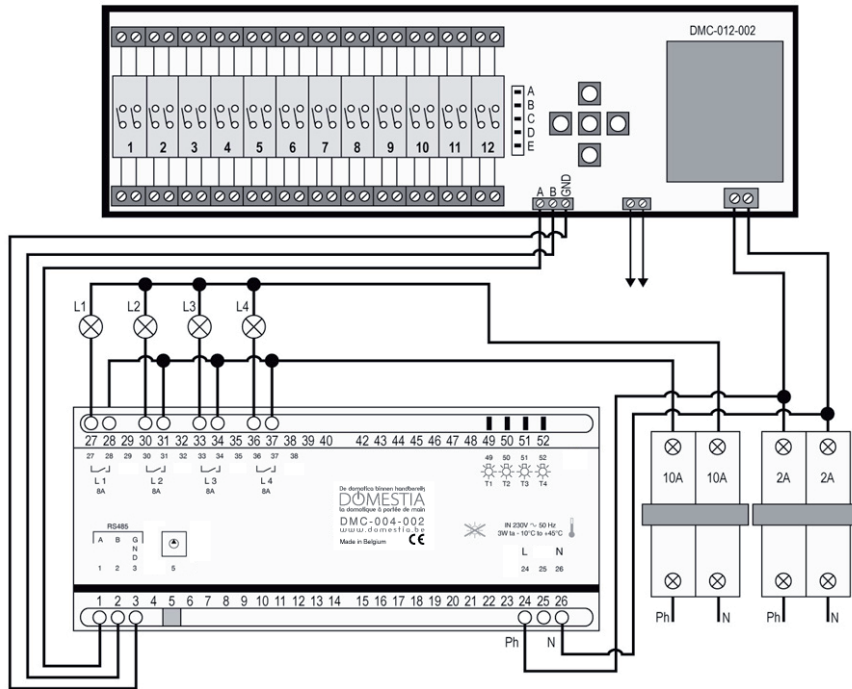 DMC-012-002
1 2 3 4 5 6 7 8 9 10 11 12
A
B
C
D
E
A B GND
L1 L2 L3 L4
27 28 29 30 31 32 33 34 35 36 37 38 39 40 42 43 44 45 46 47 48 49 50 51 52
27 28 29 30 31 32 33 34 35 36 37 38 49 50 51 52
L 1 L 2 L 3 L 4
8A 8A 8A 8A
T1 T2 T3 T4
De domotica binnen handbereik
DOMESTIA
la domotique à portée de main
DMC-004-002
www.domestia.be
Made in Belgium CE
IN 230V ~ 50 Hz
3W ta - 10°C to +45°C
L N
24 25 26
RS485
A B GND
1 2 3 5
1 2 3 4 5 6 7 8 9 10 11 12 13 14 15 16 17 18 19 20 21 22 23 24 25 26
Ph N
10A 10A 2A 2A
Ph N Ph N